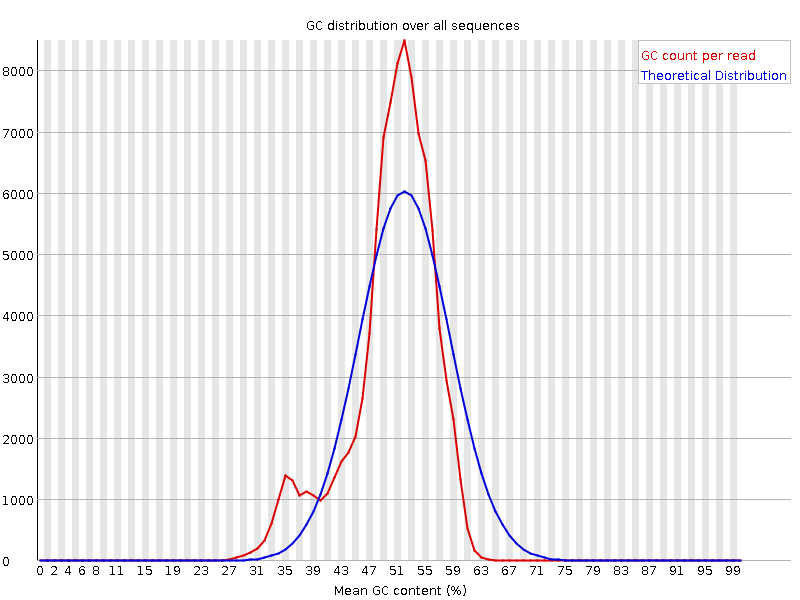 GC distribution over all sequences
GC count per read
Theoretical Distribution
8000
7000
6000
5000
4000
3000
2000
1000
0
0 2 4 6 8 11 15 19 23 27 31 35 39 43 47 51 55 59 63 67 71 75 79 83 87 91 95 99
Mean GC content (%)